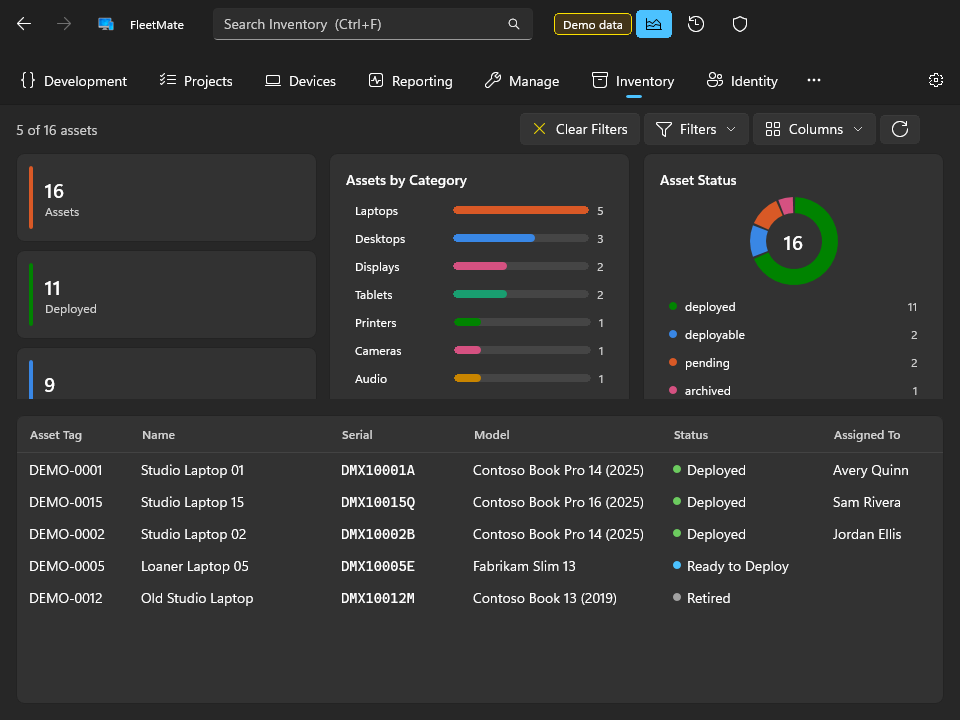 FleetMate
Search Inventory (Ctrl+F)
Demo data
Development
Projects
Devices
Reporting
Manage
Inventory
Identity
5 of 16 assets
Clear Filters
Filters
Columns
16
Assets
11
Deployed
9
Assets by Category
Laptops 5
Desktops 3
Displays 2
Tablets 2
Printers 1
Cameras 1
Audio 1
Asset Status
16
deployed 11
deployable 2
pending 2
archived 1
Asset Tag Name Serial Model Status Assigned To
DEMO-0001 Studio Laptop 01 DMX10001A Contoso Book Pro 14 (2025) Deployed Avery Quinn
DEMO-0015 Studio Laptop 15 DMX10015Q Contoso Book Pro 16 (2025) Deployed Sam Rivera
DEMO-0002 Studio Laptop 02 DMX10002B Contoso Book Pro 14 (2025) Deployed Jordan Ellis
DEMO-0005 Loaner Laptop 05 DMX10005E Fabrikam Slim 13 Ready to Deploy
DEMO-0012 Old Studio Laptop DMX10012M Contoso Book 13 (2019) Retired